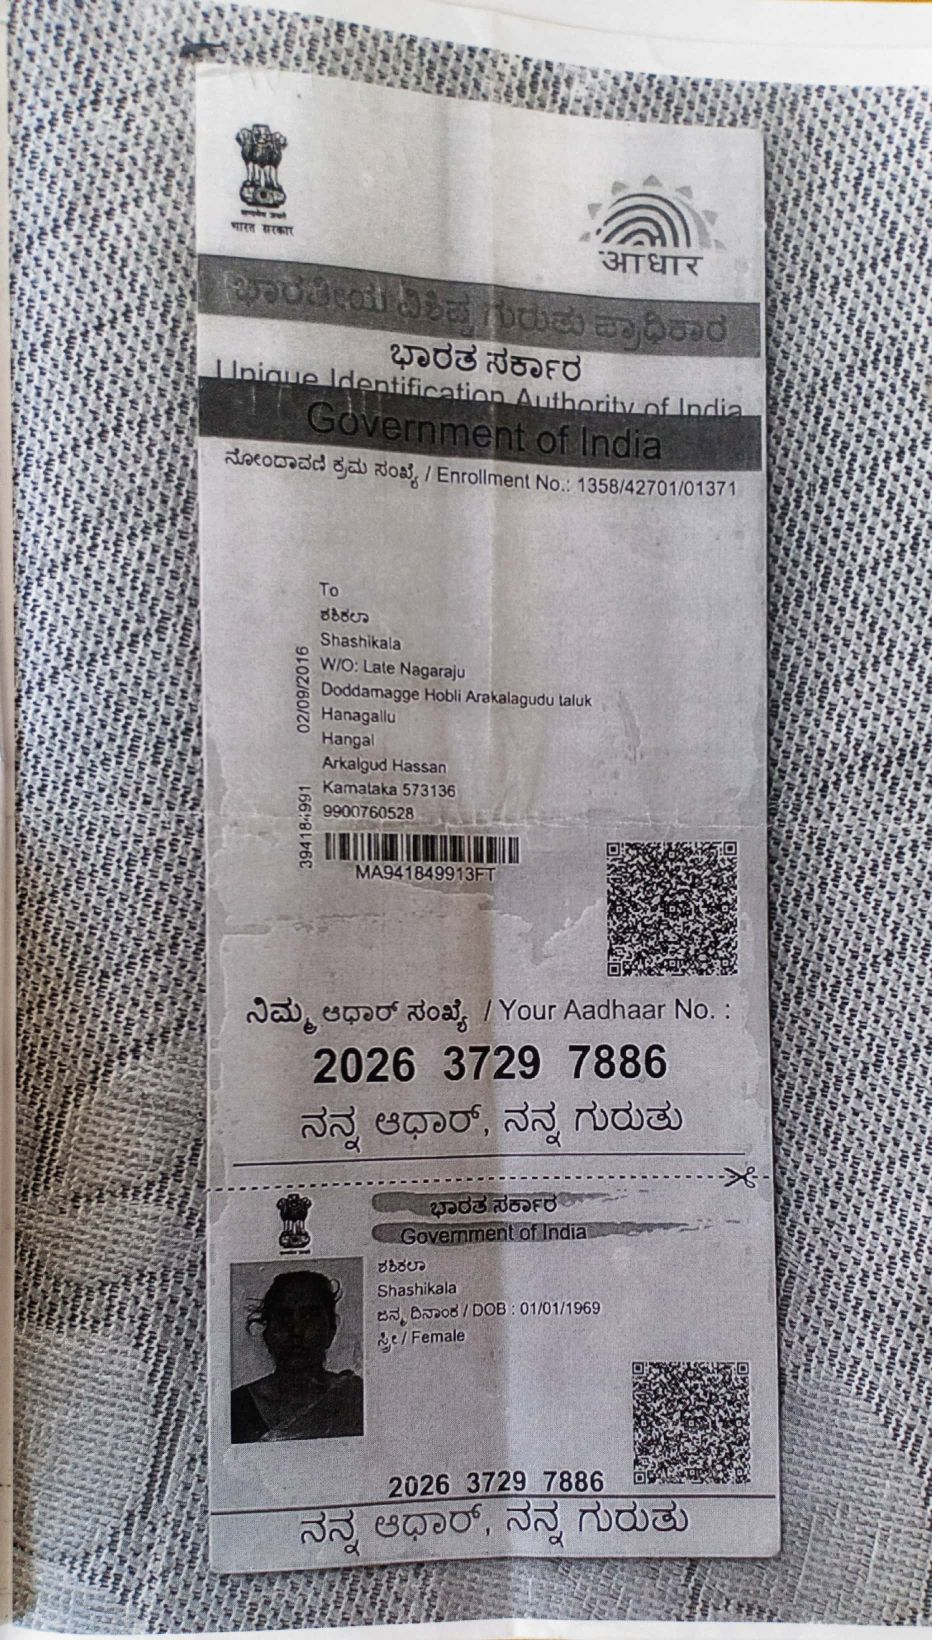 सत्यमेव जयते
भारत सरकार
आधार
ಭಾರತೀಯ ವಿಶಿಷ್ಟ ಗುರುತು ಪ್ರಾಧಿಕಾರ
ಭಾರತ ಸರ್ಕಾರ
Unique Identification Authority of India
Government of India
ನೋಂದಾವಣಿ ಕ್ರಮ ಸಂಖ್ಯೆ / Enrollment No.: 1358/42701/01371
To
ಶಶಿಕಲಾ
Shashikala
W/O: Late Nagaraju
Doddamagge Hobli Arakalagudu taluk
Hanagallu
Hangal
Arkalgud Hassan
Karnataka 573136
9900760528
02/09/2016
MA941849913FT
ನಿಮ್ಮ ಆಧಾರ್ ಸಂಖ್ಯೆ / Your Aadhaar No. :
2026 3729 7886
ನನ್ನ ಆಧಾರ್, ನನ್ನ ಗುರುತು
ಭಾರತ ಸರ್ಕಾರ
Government of India
ಶಶಿಕಲಾ
Shashikala
ಜನ್ಮ ದಿನಾಂಕ / DOB : 01/01/1969
ಸ್ತ್ರೀ / Female
2026 3729 7886
ನನ್ನ ಆಧಾರ್, ನನ್ನ ಗುರುತು